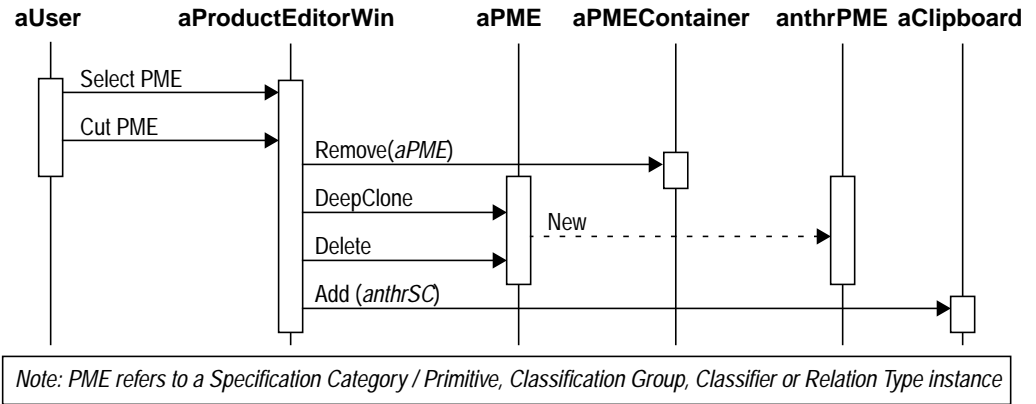 aUser aProductEditorWin aPME aPMEContainer anthrPME aClipboard
Select PME
Cut PME
Remove(aPME)
DeepClone
New
Delete
Add (anthrSC)
Note: PME refers to a Specification Category / Primitive, Classification Group, Classifier or Relation Type instance